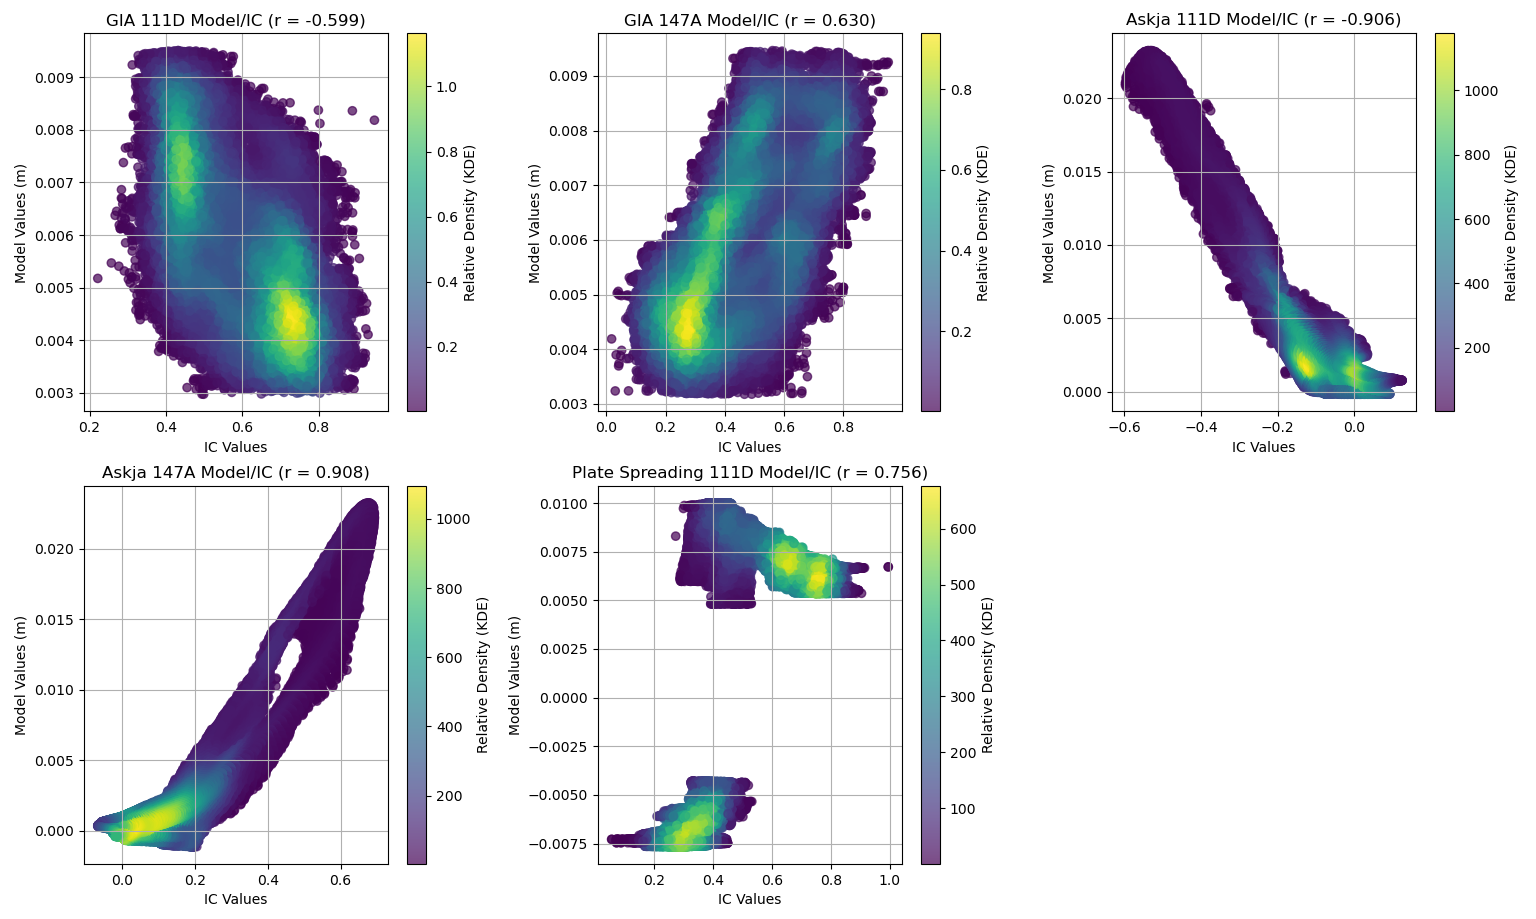 GIA 111D Model/IC (r = -0.599)
Model Values (m)
0.009
0.008
0.007
0.006
0.005
0.004
0.003
0.2 0.4 0.6 0.8
IC Values
1.0
0.8
0.6
0.4
0.2
Relative Density (KDE)
GIA 147A Model/IC (r = 0.630)
Model Values (m)
0.009
0.008
0.007
0.006
0.005
0.004
0.003
0.0 0.2 0.4 0.6 0.8
IC Values
0.8
0.6
0.4
0.2
Relative Density (KDE)
Askja 111D Model/IC (r = -0.906)
Model Values (m)
0.020
0.015
0.010
0.005
0.000
−0.6 −0.4 −0.2 0.0
IC Values
1000
800
600
400
200
Relative Density (KDE)
Askja 147A Model/IC (r = 0.908)
Model Values (m)
0.020
0.015
0.010
0.005
0.000
0.0 0.2 0.4 0.6
IC Values
1000
800
600
400
200
Relative Density (KDE)
Plate Spreading 111D Model/IC (r = 0.756)
Model Values (m)
0.0100
0.0075
0.0050
0.0025
0.0000
−0.0025
−0.0050
−0.0075
0.2 0.4 0.6 0.8 1.0
IC Values
600
500
400
300
200
100
Relative Density (KDE)